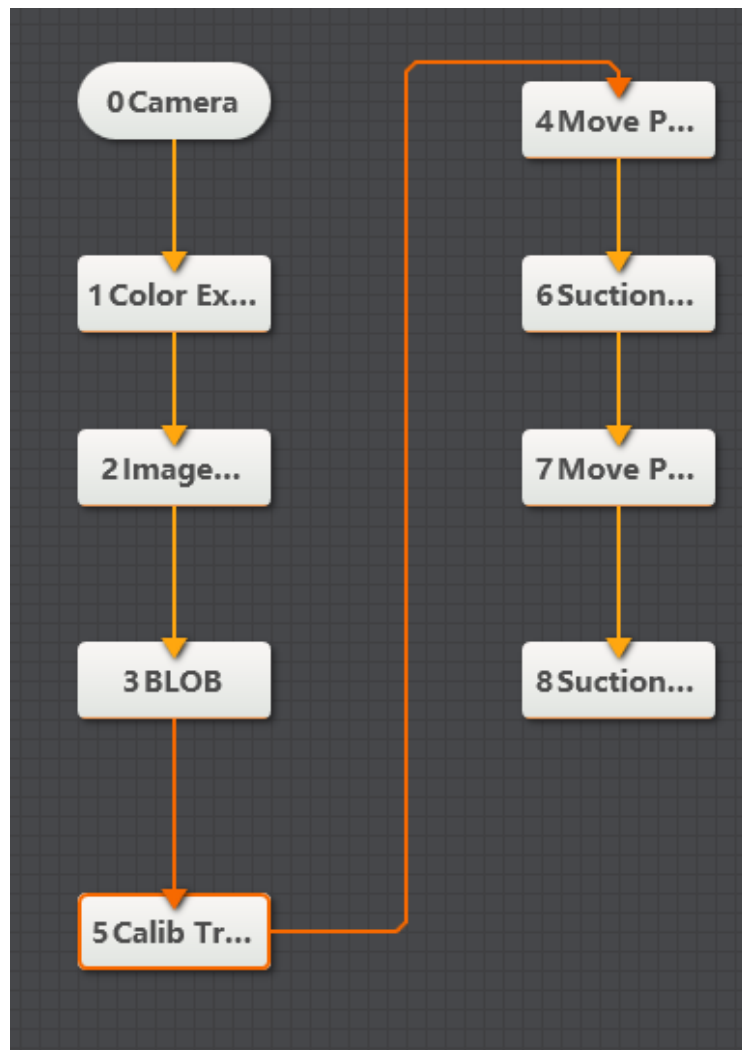 0 Camera
1 Color Ex...
2 Image...
3 BLOB
5 Calib Tr...
4 Move P...
6 Suction...
7 Move P...
8 Suction...